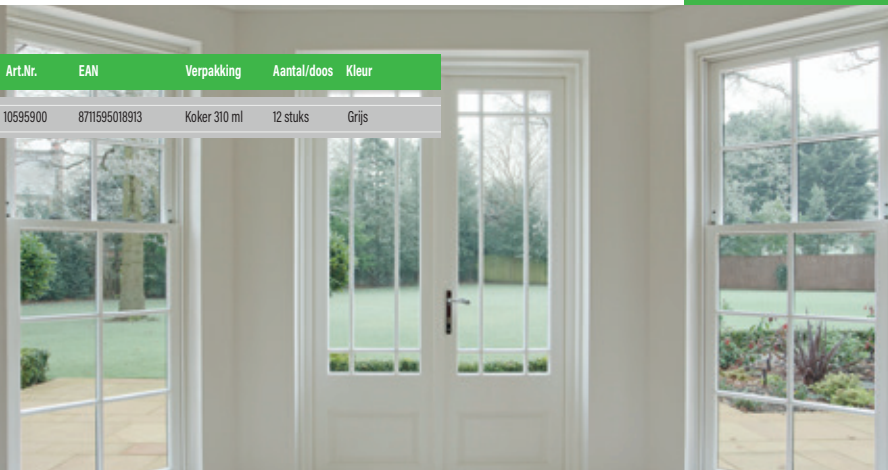 Art.Nr. EAN Verpakking Aantal/doos Kleur
10595900 8711595018913 Koker 310 ml 12 stuks Grijs